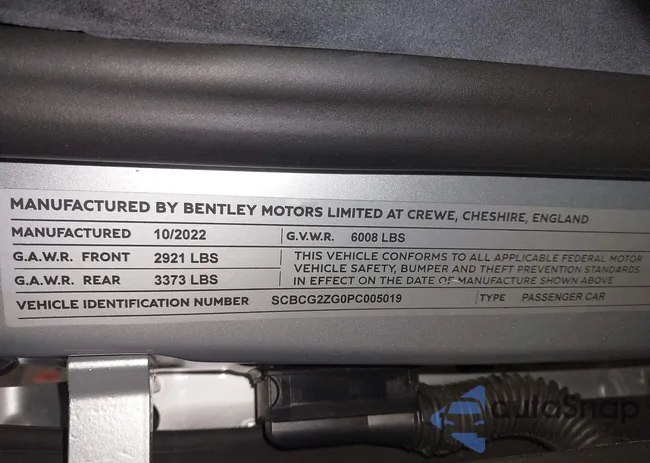 MANUFACTURED BY BENTLEY MOTORS LIMITED AT CREWE, CHESHIRE, ENGLAND
MANUFACTURED 10/2022 G.V.W.R. 6008 LBS
G.A.W.R. FRONT 2921 LBS
G.A.W.R. REAR 3373 LBS
THIS VEHICLE CONFORMS TO ALL APPLICABLE FEDERAL MOTOR
VEHICLE SAFETY, BUMPER AND THEFT PREVENTION STANDARDS
IN EFFECT ON THE DATE OF MANUFACTURE SHOWN ABOVE
VEHICLE IDENTIFICATION NUMBER SCBCG2ZG0PC005019 TYPE PASSENGER CAR
autoSnap